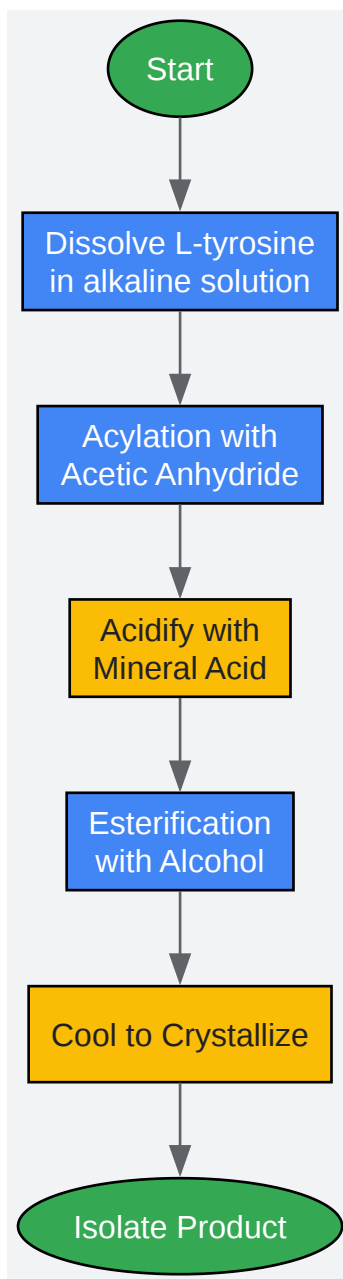 Start
Dissolve L-tyrosine
in alkaline solution
Acylation with
Acetic Anhydride
Acidify with
Mineral Acid
Esterification
with Alcohol
Cool to Crystallize
Isolate Product